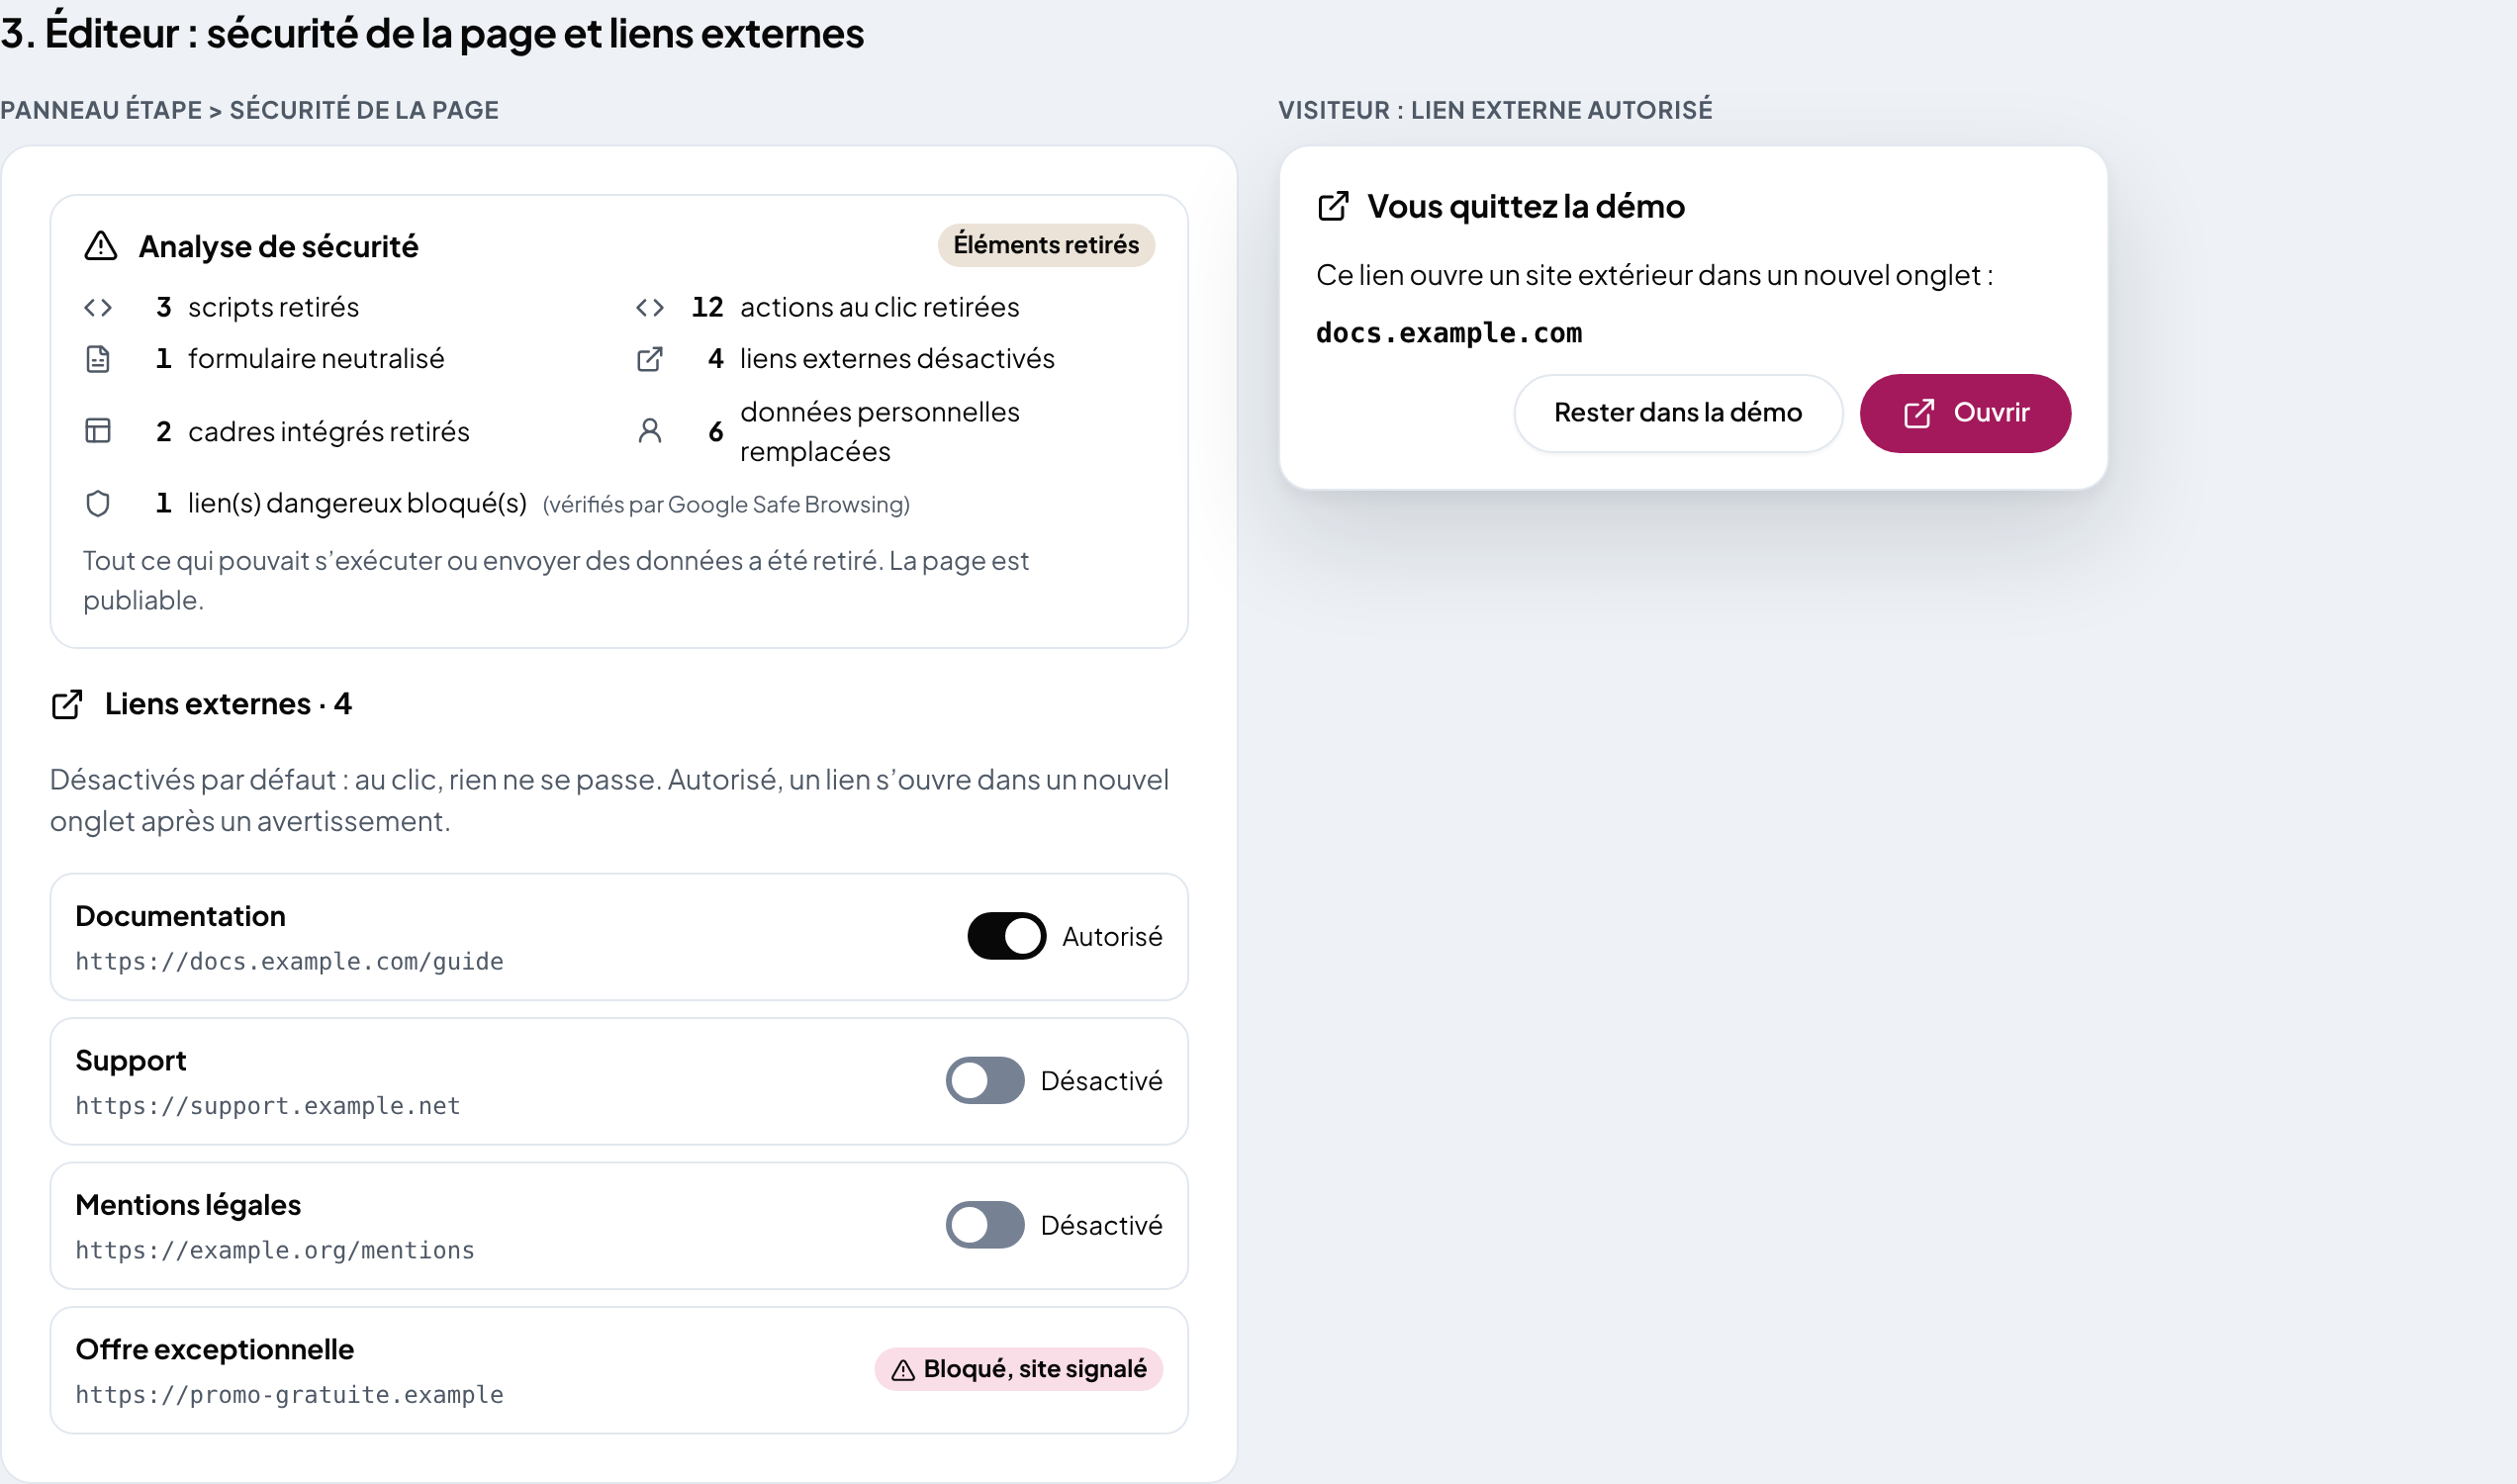 3. Éditeur : sécurité de la page et liens externes
PANNEAU ÉTAPE > SÉCURITÉ DE LA PAGE
Analyse de sécurité
Éléments retirés
3 scripts retirés
12 actions au clic retirées
1 formulaire neutralisé
4 liens externes désactivés
2 cadres intégrés retirés
6 données personnelles
remplacées
1 lien(s) dangereux bloqué(s) (vérifiés par Google Safe Browsing)
Tout ce qui pouvait s’exécuter ou envoyer des données a été retiré. La page est
publiable.
Liens externes · 4
Désactivés par défaut : au clic, rien ne se passe. Autorisé, un lien s’ouvre dans un nouvel
onglet après un avertissement.
Documentation
https://docs.example.com/guide
Autorisé
Support
https://support.example.net
Désactivé
Mentions légales
https://example.org/mentions
Désactivé
Offre exceptionnelle
https://promo-gratuite.example
Bloqué, site signalé
VISITEUR : LIEN EXTERNE AUTORISÉ
Vous quittez la démo
Ce lien ouvre un site extérieur dans un nouvel onglet :
docs.example.com
Rester dans la démo
Ouvrir